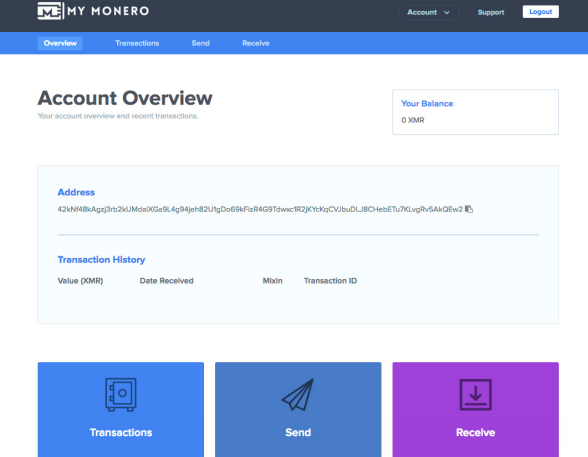 MY MONERO
Account
Support
Logout
Overview
Transactions
Send
Receive
Account Overview
Your account overview and recent transactions.
Your Balance
0 XMR
Address
42kNf48kAgzj3rb2kUMdaiXGa9L4g94jeh82U1gDo69kFizR4G9Tdwxc1R2jKYcKqCVJbuDLJ8CHebETu7KLvgRv5AkQEw2
Transaction History
Value (XMR)
Date Received
Mixin
Transaction ID
Transactions
Send
Receive